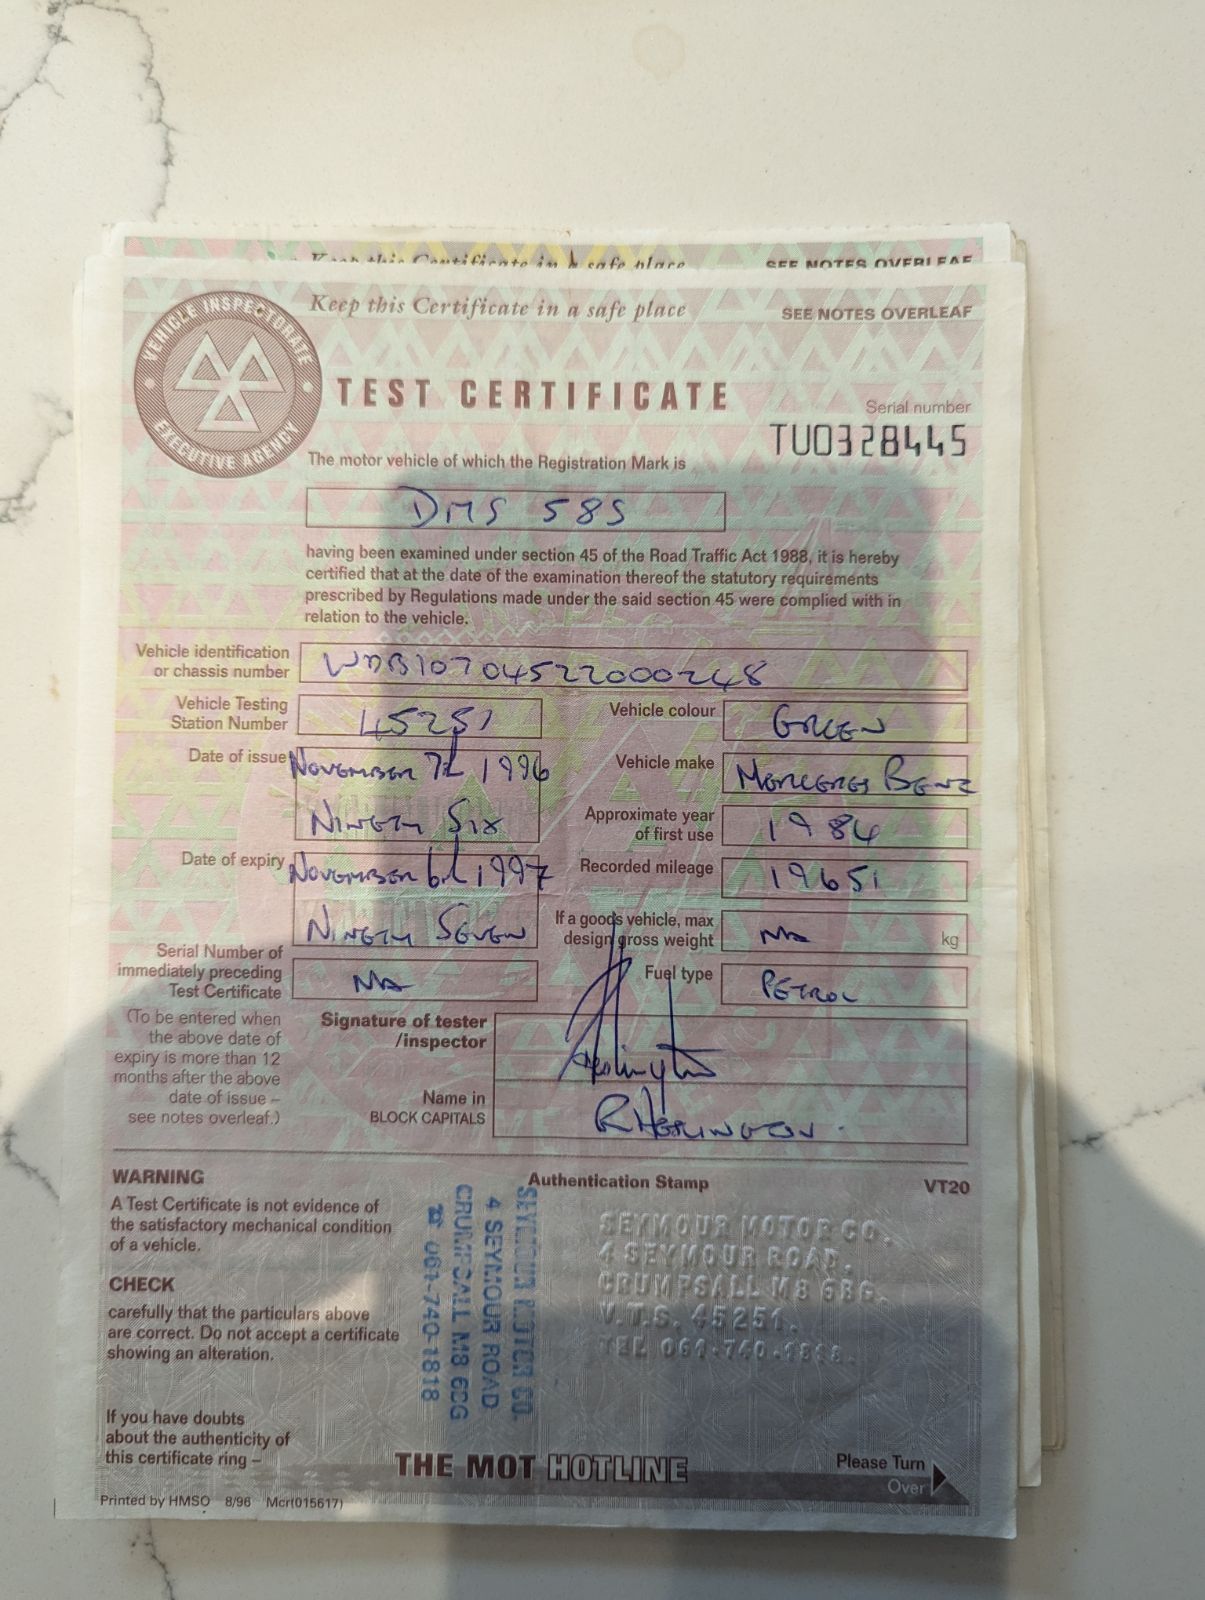 Keep this Certificate in a safe place
SEE NOTES OVERLEAF
Keep this Certificate in a safe place
SEE NOTES OVERLEAF
VEHICLE INSPECTORATE
EXECUTIVE AGENCY
TEST CERTIFICATE
Serial number
TU0328445
The motor vehicle of which the Registration Mark is
DMS 585
having been examined under section 45 of the Road Traffic Act 1988, it is hereby
certified that at the date of the examination thereof the statutory requirements
prescribed by Regulations made under the said section 45 were complied with in
relation to the vehicle.
Vehicle identification
or chassis number
WDB10704522000248
Vehicle Testing
Station Number
45251
Vehicle colour
GREEN
Date of issue
NOVEMBER 7th 1996
NINETY SIX
Vehicle make
MERCEDES BENZ
Approximate year
of first use
1984
Date of expiry
NOVEMBER 6th 1997
NINETY SEVEN
Recorded mileage
19651
If a goods vehicle, max
design gross weight
NA
kg
Serial Number of
immediately preceding
Test Certificate
NA
Fuel type
PETROL
(To be entered when
the above date of
expiry is more than 12
months after the above
date of issue –
see notes overleaf.)
Signature of tester
/inspector
Name in
BLOCK CAPITALS
WARNING
A Test Certificate is not evidence of
the satisfactory mechanical condition
of a vehicle.
CHECK
carefully that the particulars above
are correct. Do not accept a certificate
showing an alteration.
If you have doubts
about the authenticity of
this certificate ring –
Authentication Stamp
VT20
SEYMOUR MOTOR CO.
4 SEYMOUR ROAD
CRUMPSALL M8 6BG
☎ 061-740-1818
SEYMOUR MOTOR CO.
4 SEYMOUR ROAD.
CRUMPSALL M8 6BG.
V.T.S. 45251.
TEL 061-740-1818.
THE MOT HOTLINE
Please Turn
Over
Printed by HMSO 8/96 Mcr(015617)